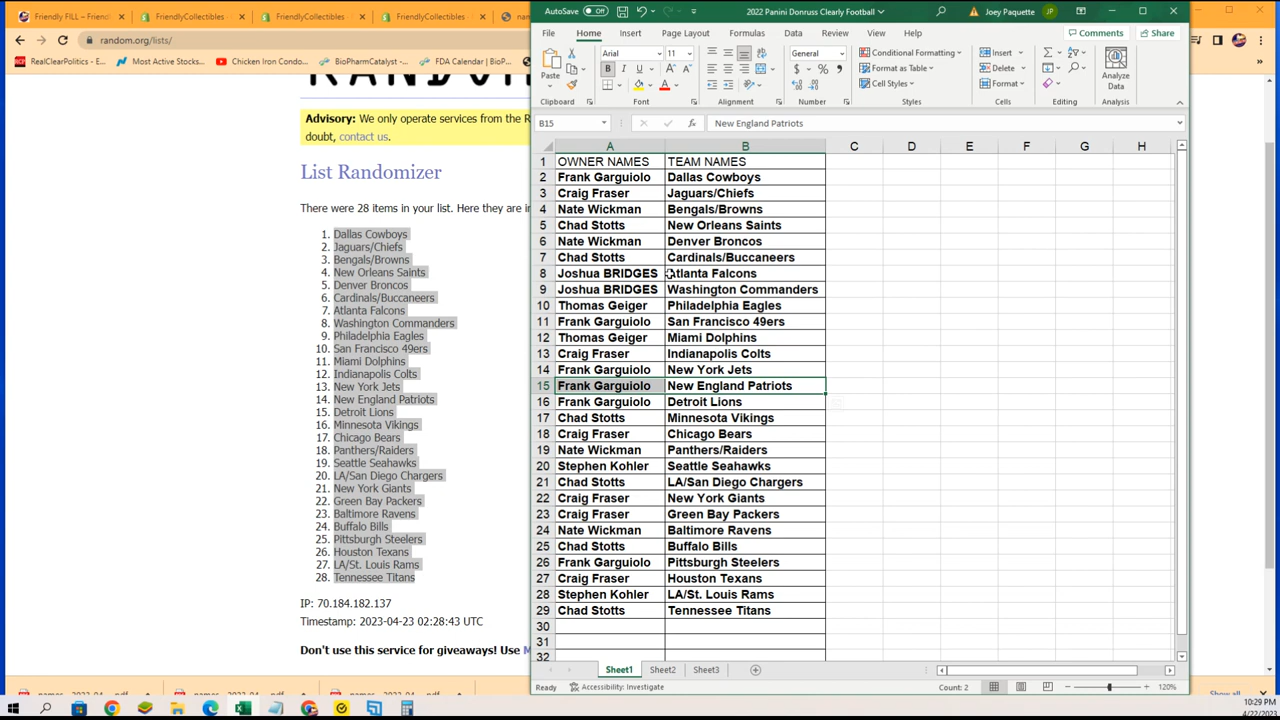 Friendly FILL – Friendly
FriendlyCollectibles
FriendlyCollectibles
FriendlyCollectibles
random.org/lists/
RealClearPolitics - E...
Most Active Stocks...
Chicken Iron Condo...
BioPharmCatalyst -...
FDA Calendar | BioP...
Advisory: We only operate services from the R
doubt, contact us.
List Randomizer
There were 28 items in your list. Here they are in
1. Dallas Cowboys
2. Jaguars/Chiefs
3. Bengals/Browns
4. New Orleans Saints
5. Denver Broncos
6. Cardinals/Buccaneers
7. Atlanta Falcons
8. Washington Commanders
9. Philadelphia Eagles
10. San Francisco 49ers
11. Miami Dolphins
12. Indianapolis Colts
13. New York Jets
14. New England Patriots
15. Detroit Lions
16. Minnesota Vikings
17. Chicago Bears
18. Panthers/Raiders
19. Seattle Seahawks
20. LA/San Diego Chargers
21. New York Giants
22. Green Bay Packers
23. Baltimore Ravens
24. Buffalo Bills
25. Pittsburgh Steelers
26. Houston Texans
27. LA/St. Louis Rams
28. Tennessee Titans
IP: 70.184.182.137
Timestamp: 2023-04-23 02:28:43 UTC
Don't use this service for giveaways! Use
AutoSave Off 2022 Panini Donruss Clearly Football Joey Paquette JP
File Home Insert Page Layout Formulas Data Review View Help Comments Share
Paste Arial 11 General Conditional Formatting Insert Analyze Data
B I U Format as Table Delete
Cell Styles Format
Clipboard Font Alignment Number Styles Cells Editing Analysis
B15 fx New England Patriots
A B C D E F G H
1 OWNER NAMES TEAM NAMES
2 Frank Garguiolo Dallas Cowboys
3 Craig Fraser Jaguars/Chiefs
4 Nate Wickman Bengals/Browns
5 Chad Stotts New Orleans Saints
6 Nate Wickman Denver Broncos
7 Chad Stotts Cardinals/Buccaneers
8 Joshua BRIDGES Atlanta Falcons
9 Joshua BRIDGES Washington Commanders
10 Thomas Geiger Philadelphia Eagles
11 Frank Garguiolo San Francisco 49ers
12 Thomas Geiger Miami Dolphins
13 Craig Fraser Indianapolis Colts
14 Frank Garguiolo New York Jets
15 Frank Garguiolo New England Patriots
16 Frank Garguiolo Detroit Lions
17 Chad Stotts Minnesota Vikings
18 Craig Fraser Chicago Bears
19 Nate Wickman Panthers/Raiders
20 Stephen Kohler Seattle Seahawks
21 Chad Stotts LA/San Diego Chargers
22 Craig Fraser New York Giants
23 Craig Fraser Green Bay Packers
24 Nate Wickman Baltimore Ravens
25 Chad Stotts Buffalo Bills
26 Frank Garguiolo Pittsburgh Steelers
27 Craig Fraser Houston Texans
28 Stephen Kohler LA/St. Louis Rams
29 Chad Stotts Tennessee Titans
30
31
32
Sheet1 Sheet2 Sheet3
Ready Accessibility: Investigate Count: 2 120%
10:29 PM
4/22/2023